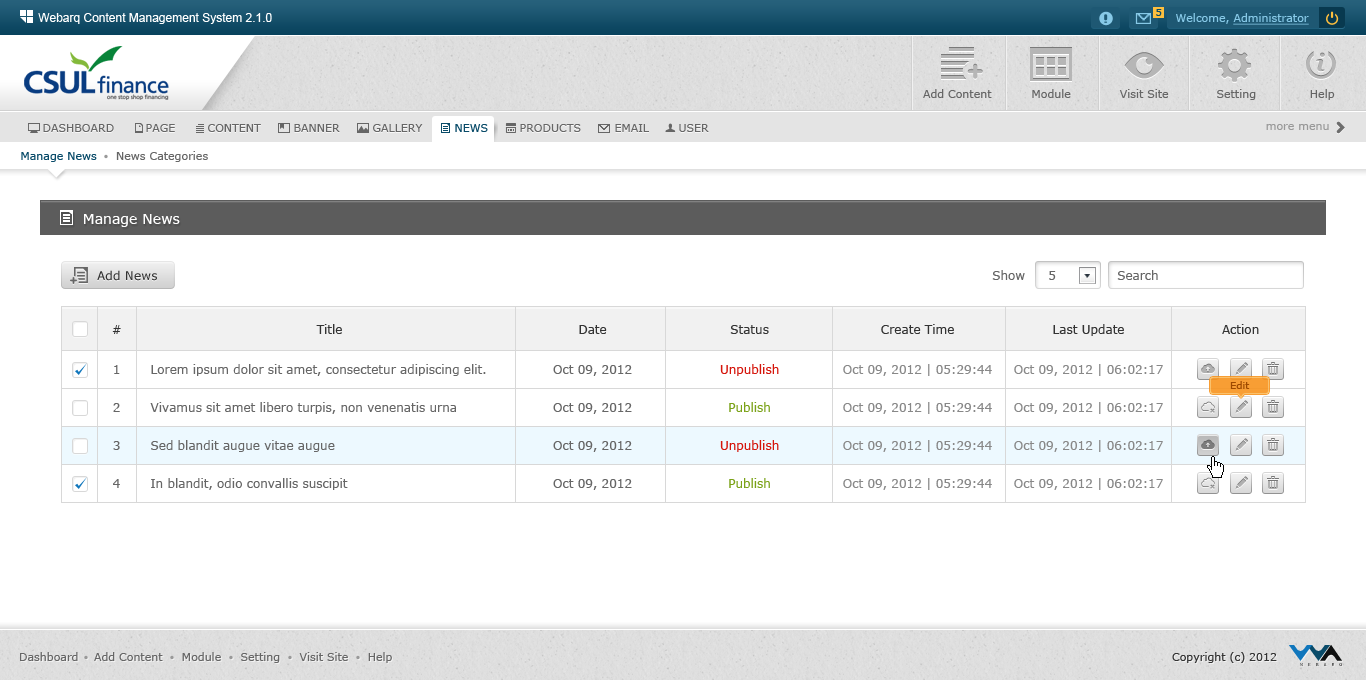 Webarq Content Management System 2.1.0
5
Welcome, Administrator
CSULfinance
one stop shop financing
Add Content
Module
Visit Site
Setting
Help
DASHBOARD
PAGE
CONTENT
BANNER
GALLERY
NEWS
PRODUCTS
EMAIL
USER
more menu
Manage News • News Categories
Manage News
Add News
Show
5
Search
# Title Date Status Create Time Last Update Action
1 Lorem ipsum dolor sit amet, consectetur adipiscing elit. Oct 09, 2012 Unpublish Oct 09, 2012 | 05:29:44 Oct 09, 2012 | 06:02:17
Edit
2 Vivamus sit amet libero turpis, non venenatis urna Oct 09, 2012 Publish Oct 09, 2012 | 05:29:44 Oct 09, 2012 | 06:02:17
3 Sed blandit augue vitae augue Oct 09, 2012 Unpublish Oct 09, 2012 | 05:29:44 Oct 09, 2012 | 06:02:17
4 In blandit, odio convallis suscipit Oct 09, 2012 Publish Oct 09, 2012 | 05:29:44 Oct 09, 2012 | 06:02:17
Dashboard • Add Content • Module • Setting • Visit Site • Help
Copyright (c) 2012
WEBARQ